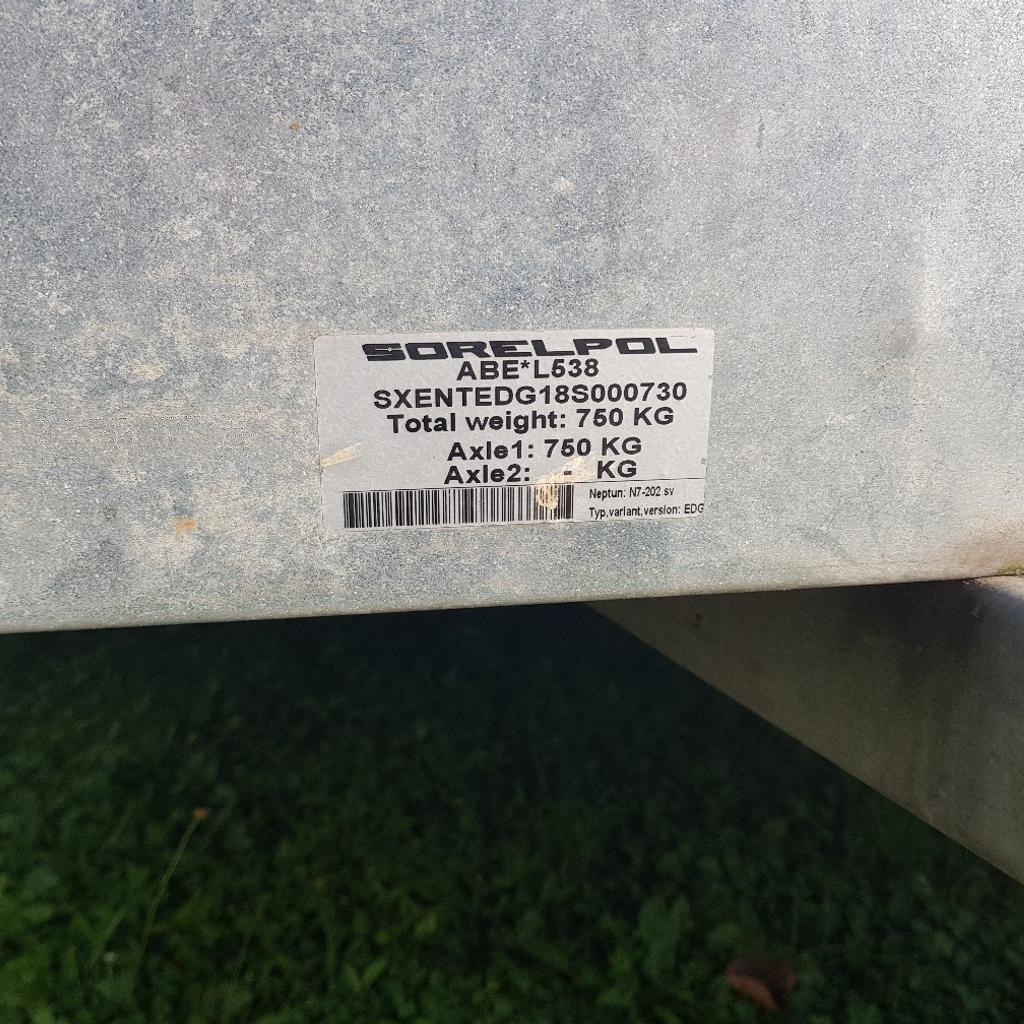 SORELPOL
ABE*L538
SXENTEDG18S000730
Total weight: 750 KG
Axle1: 750 KG
Axle2: - KG
Neptun: N7-202 sv
Typ,variant,version: EDG